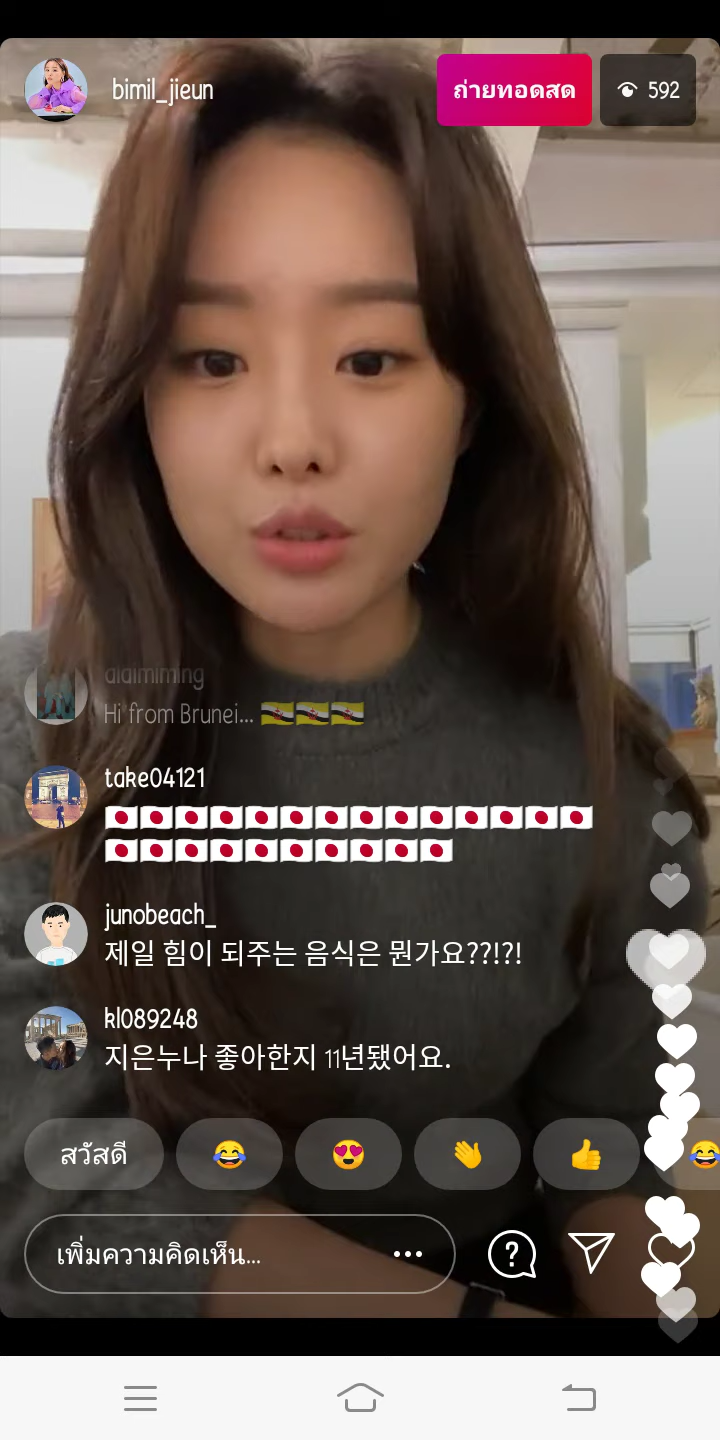 bimil_jieun
ถ่ายทอดสด
592
aiaimiming
Hi from Brunei... 🇧🇳🇧🇳🇧🇳
take04121
🇯🇵🇯🇵🇯🇵🇯🇵🇯🇵🇯🇵🇯🇵🇯🇵🇯🇵🇯🇵🇯🇵🇯🇵🇯🇵🇯🇵
🇯🇵🇯🇵🇯🇵🇯🇵🇯🇵🇯🇵🇯🇵🇯🇵🇯🇵🇯🇵
junobeach_
제일 힘이 되주는 음식은 뭔가요??!?!
kl089248
지은누나 좋아한지 11년됐어요.
สวัสดี 😂 😍 👋 👍 😂
เพิ่มความคิดเห็น...